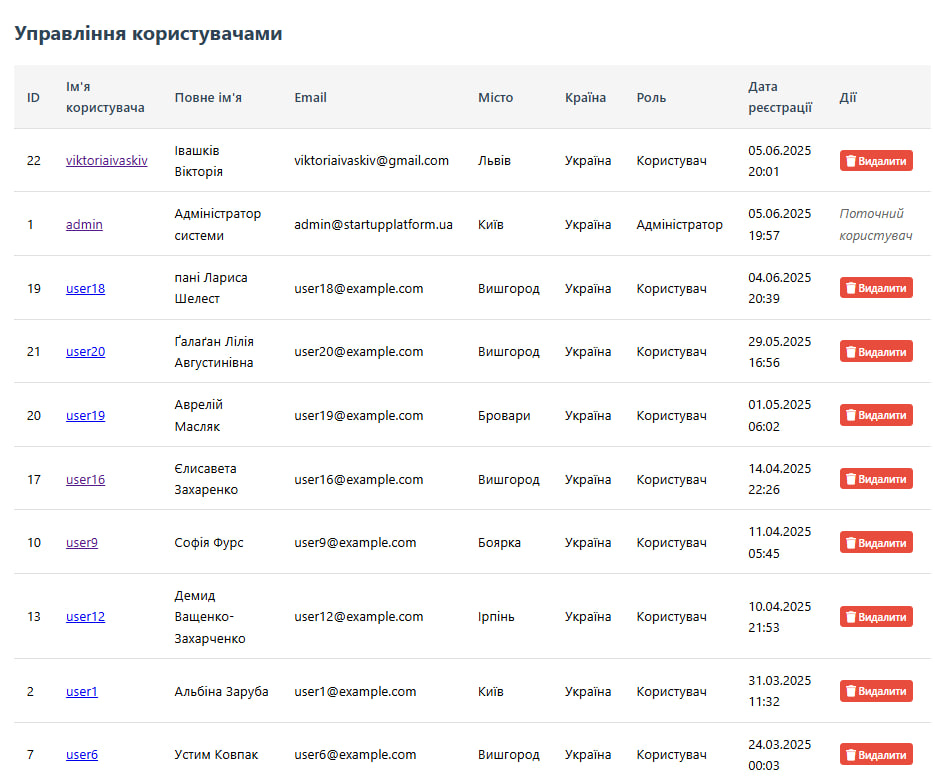 Управління користувачами
ID Ім'я користувача Повне ім'я Email Місто Країна Роль Дата реєстрації Дії
22 viktoriaivaskiv Івашків Вікторія viktoriaivaskiv@gmail.com Львів Україна Користувач 05.06.2025 20:01 Видалити
1 admin Адміністратор системи admin@startupplatform.ua Київ Україна Адміністратор 05.06.2025 19:57 Поточний користувач
19 user18 пані Лариса Шелест user18@example.com Вишгород Україна Користувач 04.06.2025 20:39 Видалити
21 user20 Ґалаґан Лілія Августинівна user20@example.com Вишгород Україна Користувач 29.05.2025 16:56 Видалити
20 user19 Аврелій Масляк user19@example.com Бровари Україна Користувач 01.05.2025 06:02 Видалити
17 user16 Єлисавета Захаренко user16@example.com Вишгород Україна Користувач 14.04.2025 22:26 Видалити
10 user9 Софія Фурс user9@example.com Боярка Україна Користувач 11.04.2025 05:45 Видалити
13 user12 Демид Ващенко-Захарченко user12@example.com Ірпінь Україна Користувач 10.04.2025 21:53 Видалити
2 user1 Альбіна Заруба user1@example.com Київ Україна Користувач 31.03.2025 11:32 Видалити
7 user6 Устим Ковпак user6@example.com Вишгород Україна Користувач 24.03.2025 00:03 Видалити